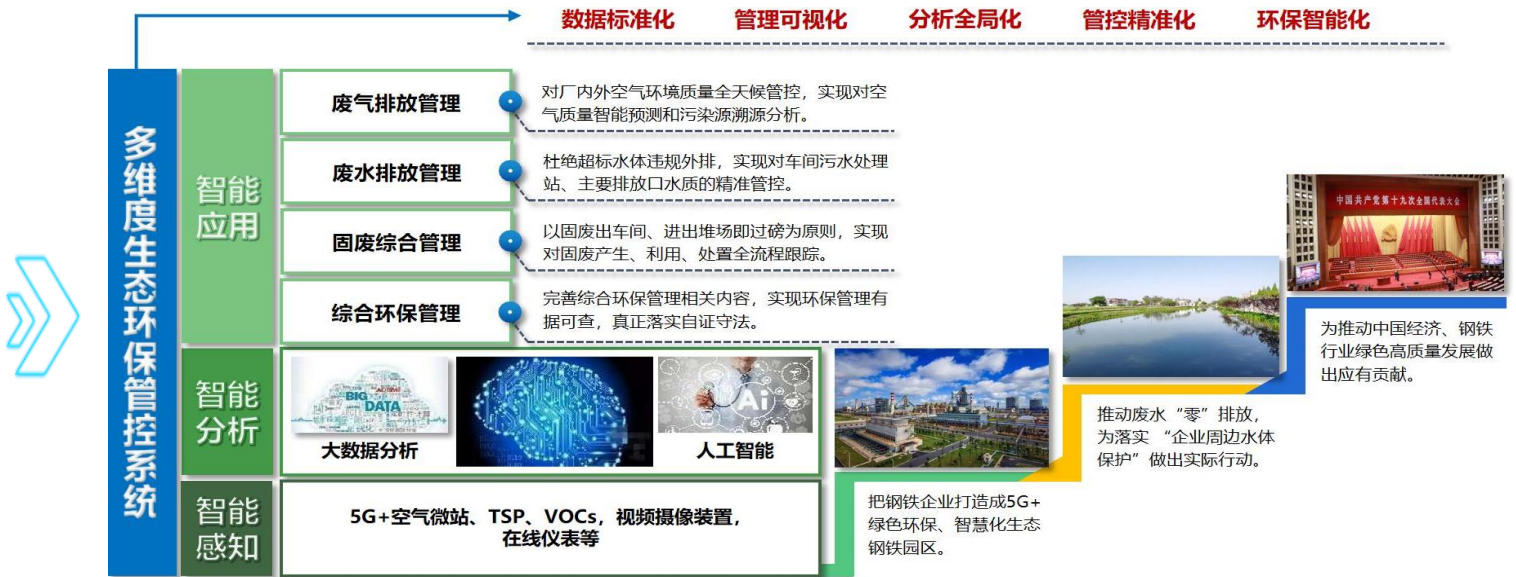 数据标准化 管理可视化 分析全局化 管控精准化 环保智能化
多维度生态环保管控系统
智能
应用
废气排放管理
对厂内外空气环境质量全天候管控，实现对空
气质量智能预测和污染源溯源分析。
废水排放管理
杜绝超标水体违规外排，实现对车间污水处理
站、主要排放口水质的精准管控。
固废综合管理
以固废出车间、进出堆场即过磅为原则，实现
对固废产生、利用、处置全流程跟踪。
综合环保管理
完善综合环保管理相关内容，实现环保管理有
据可查，真正落实自证守法。
智能
分析
BIG
DATA
大数据分析
Ai
人工智能
智能
感知
5G+空气微站、TSP、VOCs，视频摄像装置，
在线仪表等
把钢铁企业打造成5G+
绿色环保、智慧化生态
钢铁园区。
推动废水“零”排放，
为落实 “企业周边水体
保护”做出实际行动。
中国共产党第十九次全国代表大会
为推动中国经济、钢铁
行业绿色高质量发展做
出应有贡献。